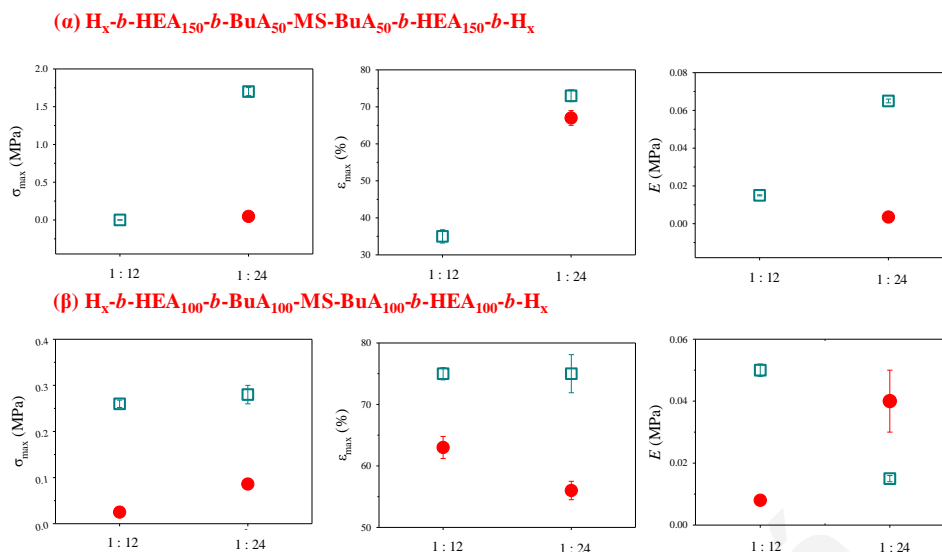 (α) Hₓ-b-HEA₁₅₀-b-BuA₅₀-MS-BuA₅₀-b-HEA₁₅₀-b-Hₓ
2.0
1.5
1.0
0.5
0.0
σmax (MPa)
1 : 12 1 : 24
80
70
60
50
40
30
εmax (%)
1 : 12 1 : 24
0.08
0.06
0.04
0.02
0.00
E (MPa)
1 : 12 1 : 24
(β) Hₓ-b-HEA₁₀₀-b-BuA₁₀₀-MS-BuA₁₀₀-b-HEA₁₀₀-b-Hₓ
0.4
0.3
0.2
0.1
0.0
σmax (MPa)
1 : 12 1 : 24
80
70
60
50
εmax (%)
1 : 12 1 : 24
0.06
0.04
0.02
0.00
E (MPa)
1 : 12 1 : 24